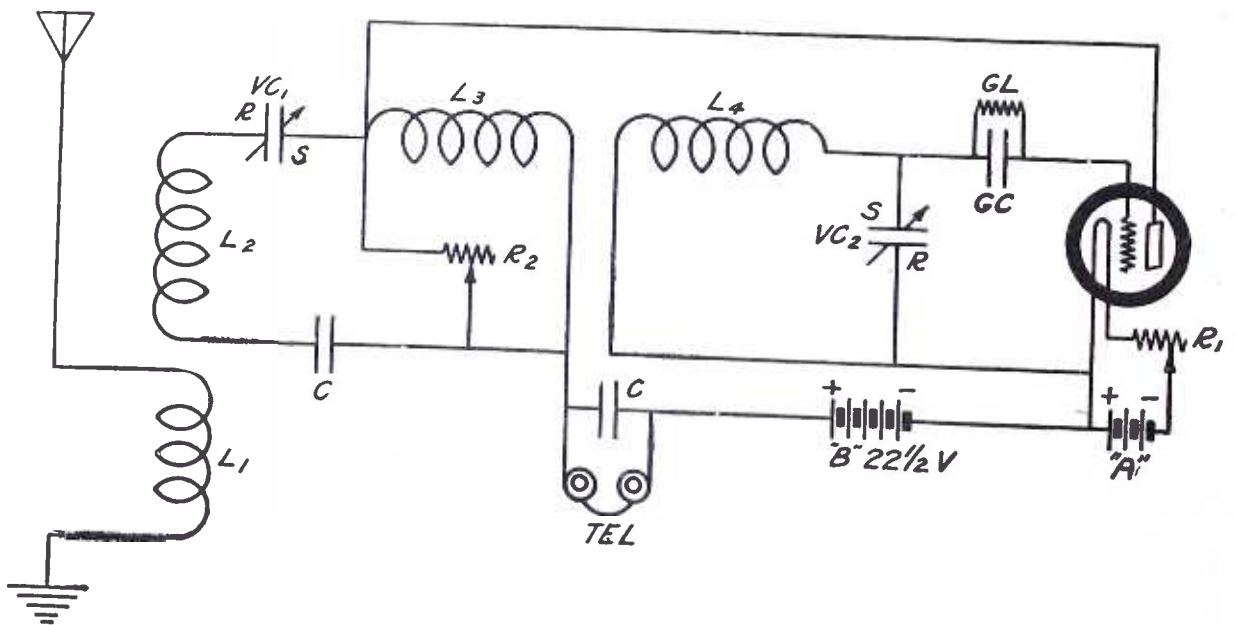 VC₁
R
S
L₃
L₄
GL
GC
S
VC₂
R
L₂
R₂
R₁
C
C
+ -
"B" 22½ V
+ -
"A"
L₁
TEL